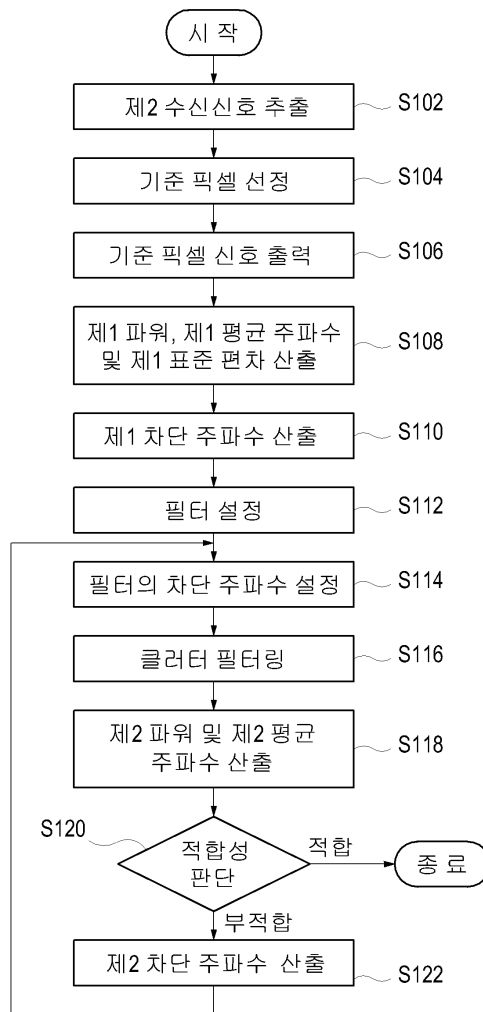 시 작
제2 수신신호 추출
S102
기준 픽셀 선정
S104
기준 픽셀 신호 출력
S106
제1 파워, 제1 평균 주파수
및 제1 표준 편차 산출
S108
제1 차단 주파수 산출
S110
필터 설정
S112
필터의 차단 주파수 설정
S114
클러터 필터링
S116
제2 파워 및 제2 평균
주파수 산출
S118
S120
적합성
판단
적합
종 료
부적합
제2 차단 주파수 산출
S122